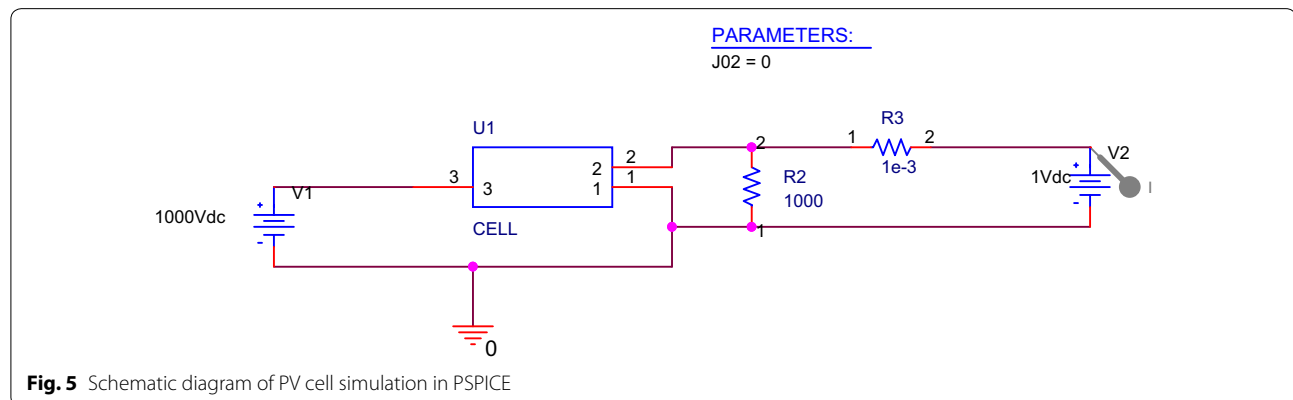 PARAMETERS:
J02 = 0
U1
R3
3
3
2
2
1
1
CELL
V1
+
-
1000Vdc
0
2
R2
1000
1
1
2
1e-3
V2
+
-
1Vdc
I
Fig. 5 Schematic diagram of PV cell simulation in PSPICE